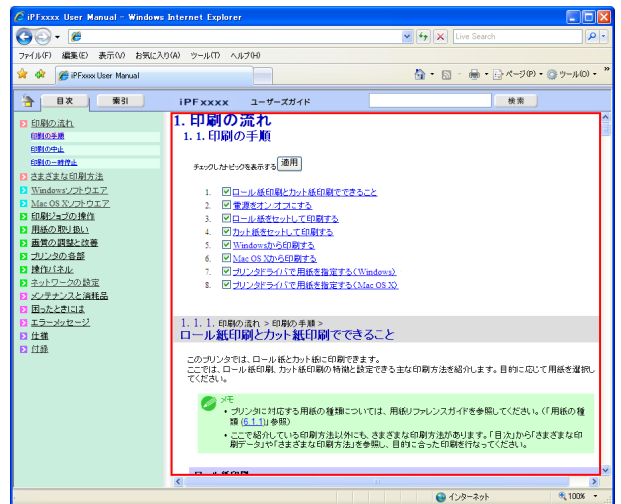 iPFxxxx User Manual - Windows Internet Explorer
Live Search
ファイル(F) 編集(E) 表示(V) お気に入り(A) ツール(T) ヘルプ(H)
iPFxxxx User Manual
ページ(P) ツール(O)
目次 索引 iPFxxxx ユーザーズガイド 検索
印刷の流れ
印刷の手順
印刷の中止
印刷の一時停止
さまざまな印刷方法
Windowsソフトウエア
Mac OS Xソフトウエア
印刷ジョブの操作
用紙の取り扱い
画質の調整と改善
プリンタの各部
操作パネル
ネットワークの設定
メンテナンスと消耗品
困ったときには
エラーメッセージ
仕様
付録
1. 印刷の流れ
1. 1. 印刷の手順
チェックしたトピックを表示する 適用
1. ロール紙印刷とカット紙印刷でできること
2. 電源をオン オフにする
3. ロール紙をセットして印刷する
4. カット紙をセットして印刷する
5. Windowsから印刷する
6. Mac OS Xから印刷する
7. プリンタドライバで用紙を指定する(Windows)
8. プリンタドライバで用紙を指定する(Mac OS X)
1. 1. 1. 印刷の流れ > 印刷の手順 >
ロール紙印刷とカット紙印刷でできること
このプリンタでは、ロール紙とカット紙に印刷できます。
ここでは、ロール紙印刷、カット紙印刷の特徴と設定できる主な印刷方法を紹介します。目的に応じて用紙を選択し
てください。
メモ
• プリンタに対応する用紙の種類については、用紙リファレンスガイドを参照してください。(「用紙の種
類 (6.1.1)」参照)
• ここで紹介している印刷方法以外にも、さまざまな印刷方法があります。「目次」から「さまざまな印
刷データ」や「さまざまな印刷方法」を参照し、目的に合った印刷を行なってください。
ロール紙印刷
インターネット 100%